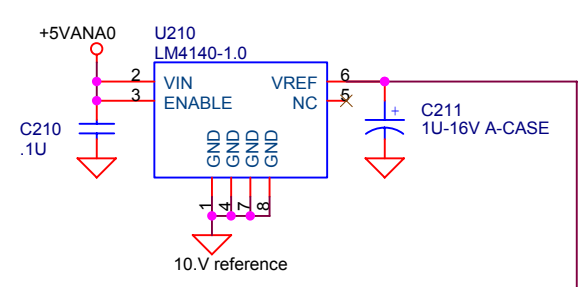 +5VANA0
U210
LM4140-1.0
2
VIN
VREF
6
3
ENABLE
NC
5
C210
.1U
C211
1U-16V A-CASE
+
GND
GND
GND
GND
1
4
7
8
10.V reference